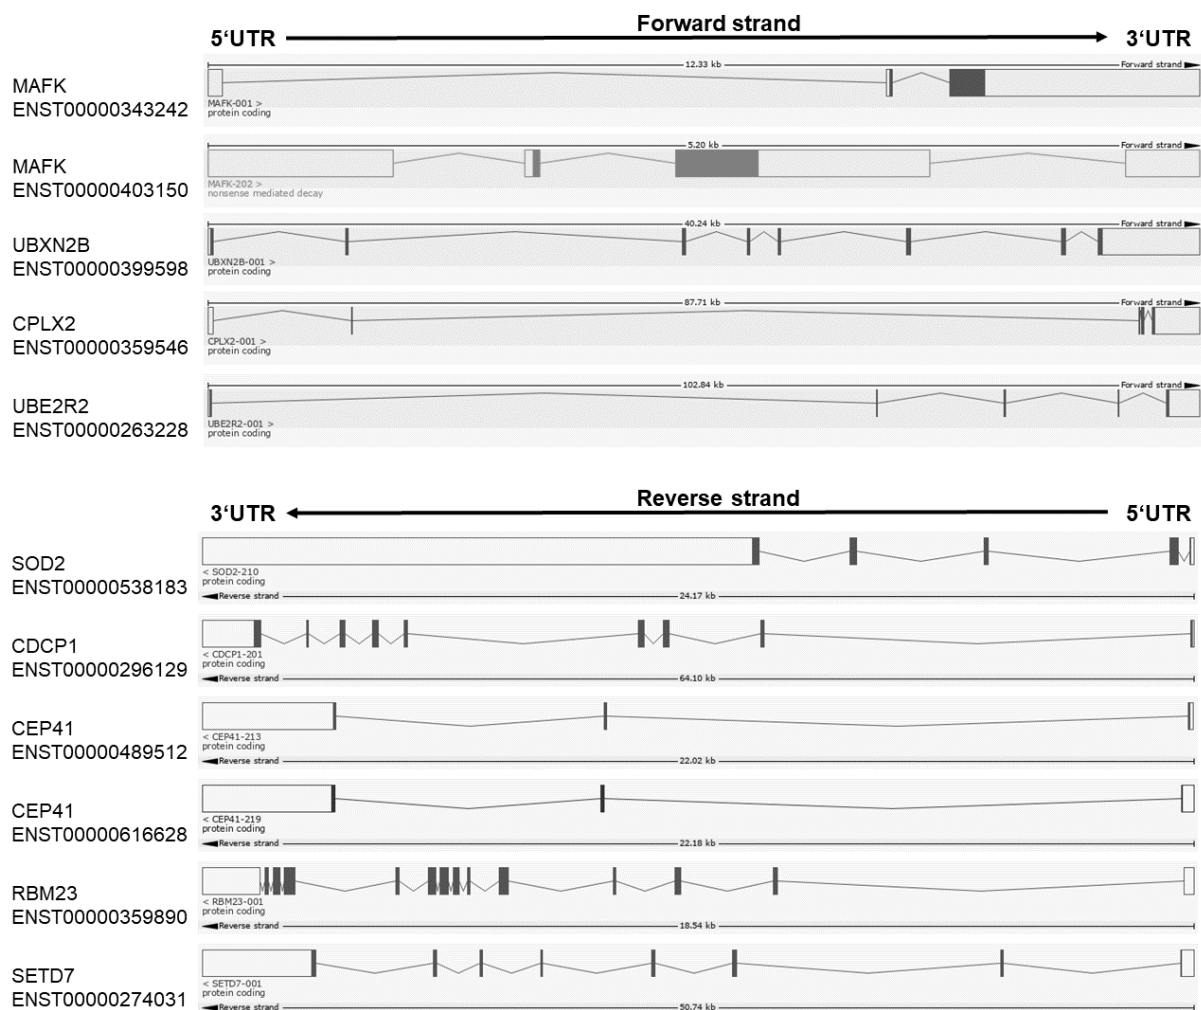 Forward strand
5‘UTR 3‘UTR
MAFK
ENST00000343242
12.33 kb
Forward strand
MAFK-001 >
protein coding
MAFK
ENST00000403150
5.20 kb
Forward strand
MAFK-202 >
nonsense mediated decay
UBXN2B
ENST00000399598
40.24 kb
Forward strand
UBXN2B-001 >
protein coding
CPLX2
ENST00000359546
87.71 kb
Forward strand
CPLX2-001 >
protein coding
UBE2R2
ENST00000263228
102.84 kb
Forward strand
UBE2R2-001 >
protein coding
Reverse strand
3‘UTR 5‘UTR
SOD2
ENST00000538183
< SOD2-210
protein coding
Reverse strand
24.17 kb
CDCP1
ENST00000296129
< CDCP1-201
protein coding
Reverse strand
64.10 kb
CEP41
ENST00000489512
< CEP41-213
protein coding
Reverse strand
22.02 kb
CEP41
ENST00000616628
< CEP41-219
protein coding
Reverse strand
22.18 kb
RBM23
ENST00000359890
< RBM23-001
protein coding
Reverse strand
18.54 kb
SETD7
ENST00000274031
< SETD7-001
protein coding
Reverse strand
50.74 kb